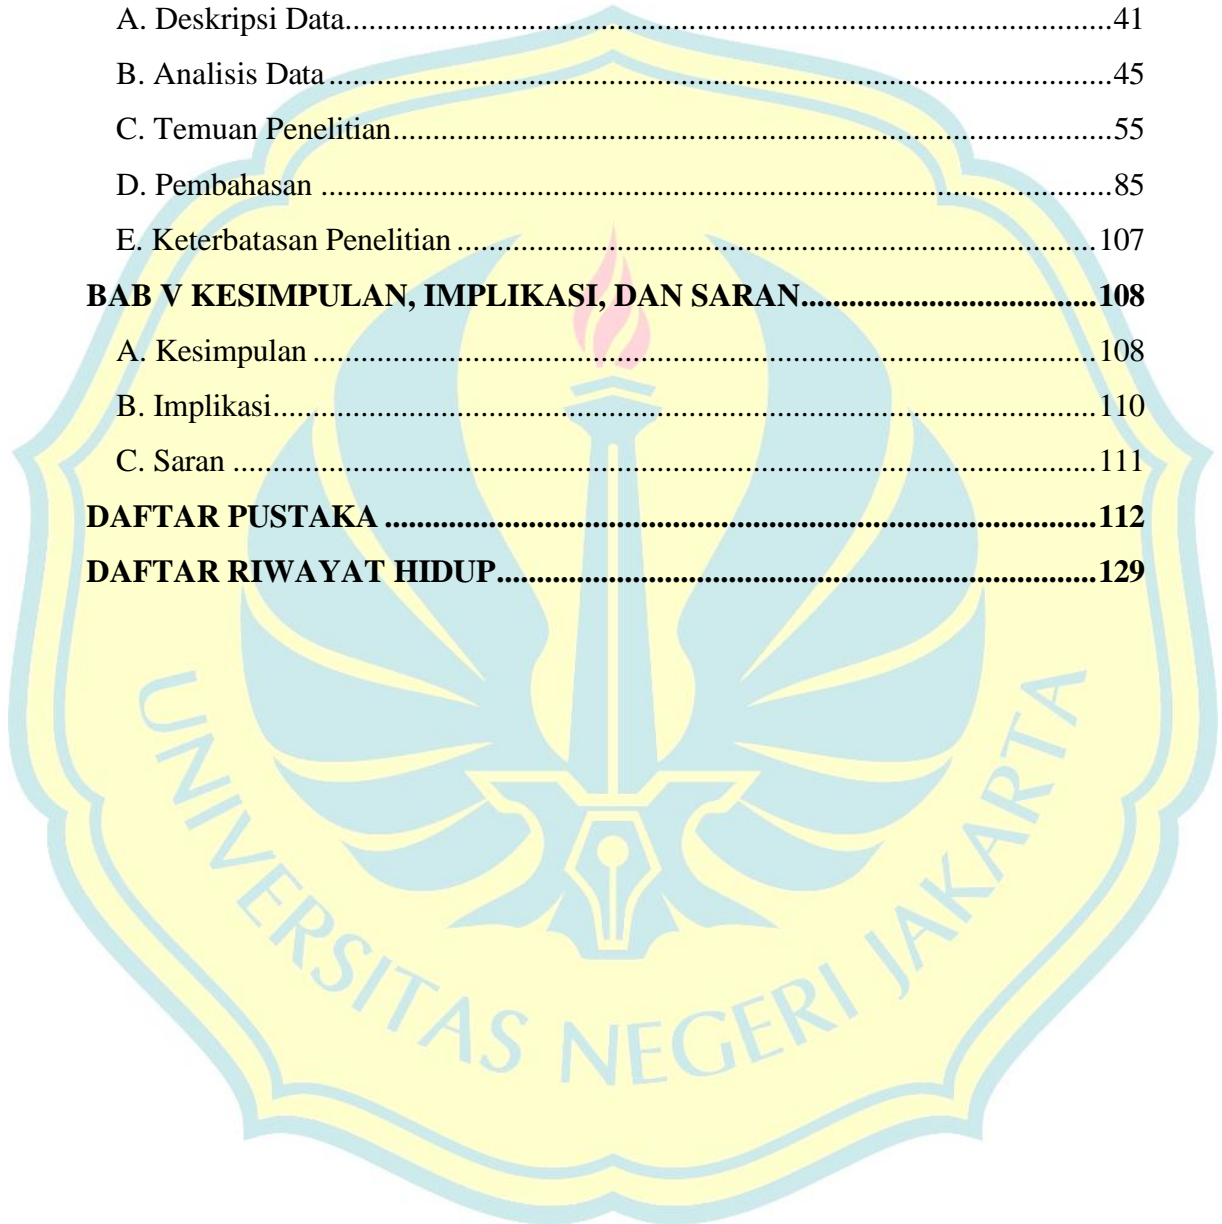 A. Deskripsi Data..........................................................................................41
B. Analisis Data..........................................................................................45
C. Temuan Penelitian..........................................................................................55
D. Pembahasan..........................................................................................85
E. Keterbatasan Penelitian..........................................................................................107
BAB V KESIMPULAN, IMPLIKASI, DAN SARAN....................................108
A. Kesimpulan..........................................................................................108
B. Implikasi..........................................................................................110
C. Saran..........................................................................................111
DAFTAR PUSTAKA..........................................................................................112
DAFTAR RIWAYAT HIDUP..........................................................................129
UNIVERSITAS NEGERI JAKARTA